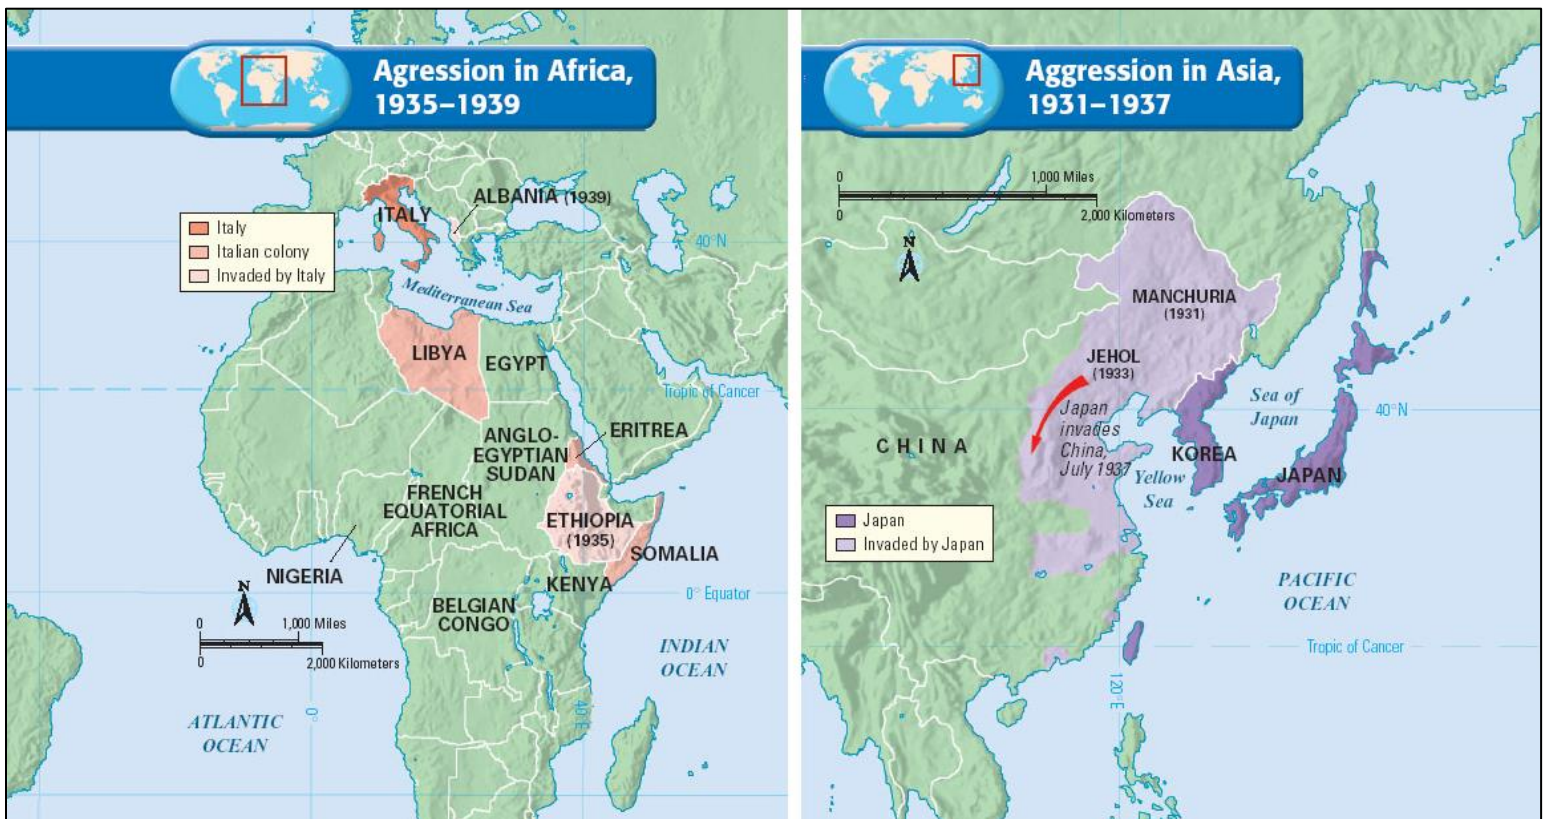 Agression in Africa,
1935–1939
ALBANIA (1939)
ITALY
Italy
Italian colony
Invaded by Italy
40°N
Mediterranean Sea
LIBYA
EGYPT
Tropic of Cancer
ERITREA
ANGLO-
EGYPTIAN
SUDAN
FRENCH
EQUATORIAL
AFRICA
ETHIOPIA
(1935)
SOMALIA
NIGERIA
KENYA
N
0° Equator
BELGIAN
CONGO
0 1,000 Miles
0 2,000 Kilometers
INDIAN
OCEAN
ATLANTIC
OCEAN
0°
40°E
Aggression in Asia,
1931–1937
0 1,000 Miles
0 2,000 Kilometers
N
MANCHURIA
(1931)
JEHOL
(1933)
Japan
invades
China,
July 1937
Sea of
Japan
40°N
CHINA
KOREA
JAPAN
Yellow
Sea
Japan
Invaded by Japan
PACIFIC
OCEAN
Tropic of Cancer
120°E